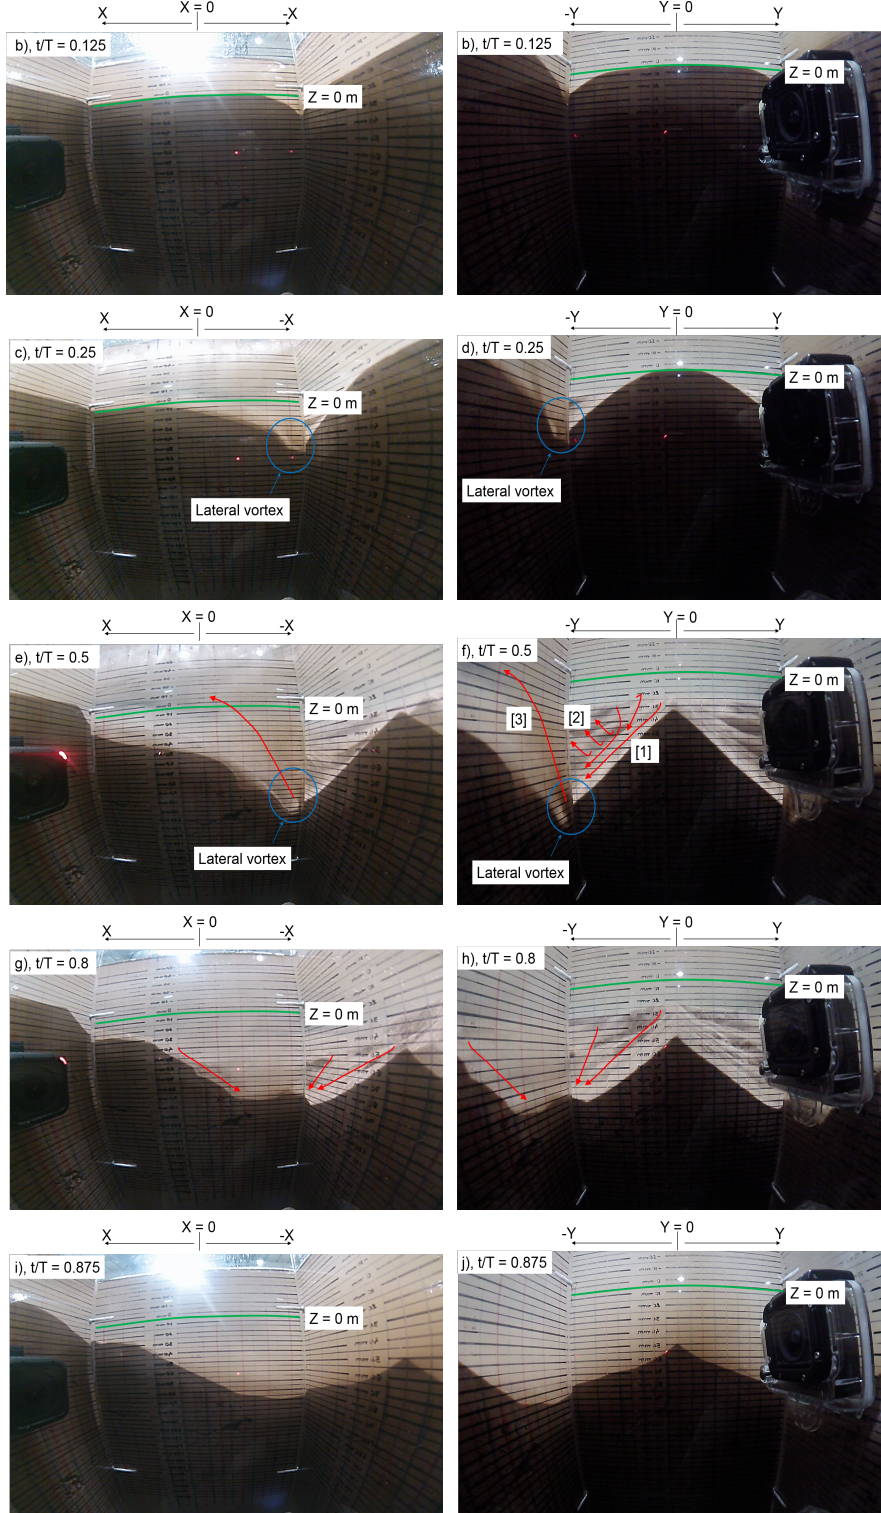 X X = 0 -X
-Y Y = 0 Y
b), t/T = 0.125
Z = 0 m
b), t/T = 0.125
Z = 0 m
X X = 0 -X
-Y Y = 0 Y
c), t/T = 0.25
Z = 0 m
Lateral vortex
d), t/T = 0.25
Z = 0 m
Lateral vortex
X X = 0 -X
-Y Y = 0 Y
e), t/T = 0.5
Z = 0 m
Lateral vortex
f), t/T = 0.5
Z = 0 m
[3]
[2]
[1]
Lateral vortex
X X = 0 -X
-Y Y = 0 Y
g), t/T = 0.8
Z = 0 m
h), t/T = 0.8
Z = 0 m
X X = 0 -X
-Y Y = 0 Y
i), t/T = 0.875
Z = 0 m
j), t/T = 0.875
Z = 0 m